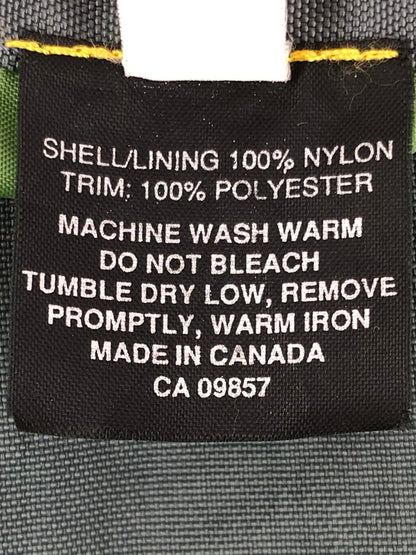 SHELL/LINING 100% NYLON
TRIM: 100% POLYESTER
MACHINE WASH WARM
DO NOT BLEACH
TUMBLE DRY LOW, REMOVE
PROMPTLY, WARM IRON
MADE IN CANADA
CA 09857